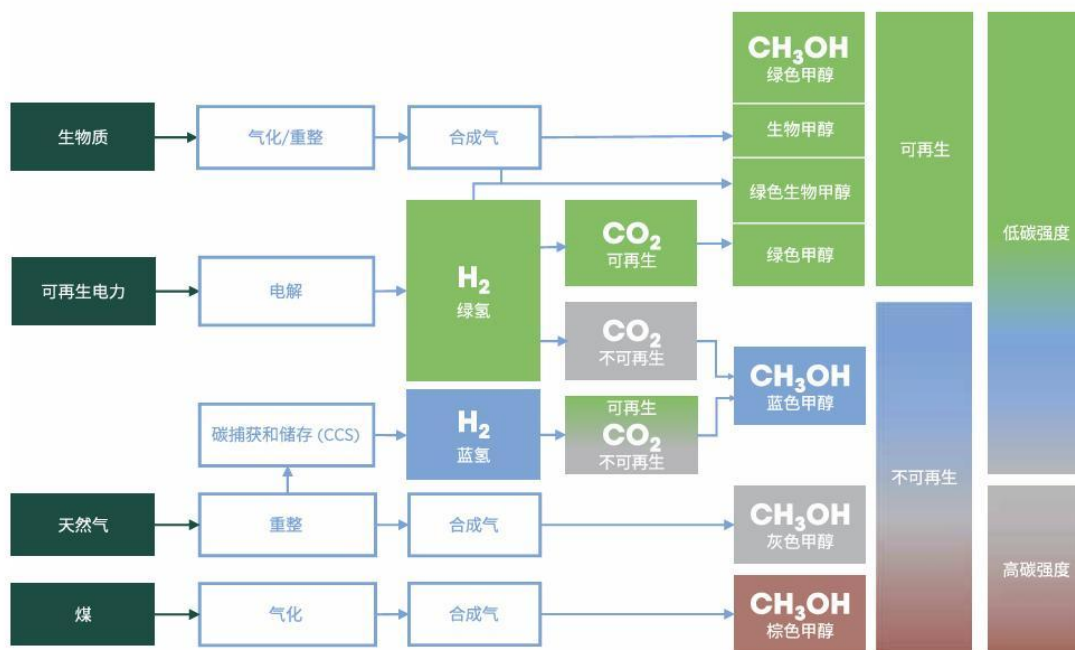 CH₃OH
绿色甲醇
生物质
气化/重整
合成气
生物甲醇
可再生
绿色生物甲醇
低碳强度
可再生电力
电解
H₂
绿氢
CO₂
可再生
绿色甲醇
CO₂
不可再生
CH₃OH
蓝色甲醇
碳捕获和储存 (CCS)
H₂
蓝氢
可再生
CO₂
不可再生
不可再生
天然气
重整
合成气
CH₃OH
灰色甲醇
高碳强度
煤
气化
合成气
CH₃OH
棕色甲醇